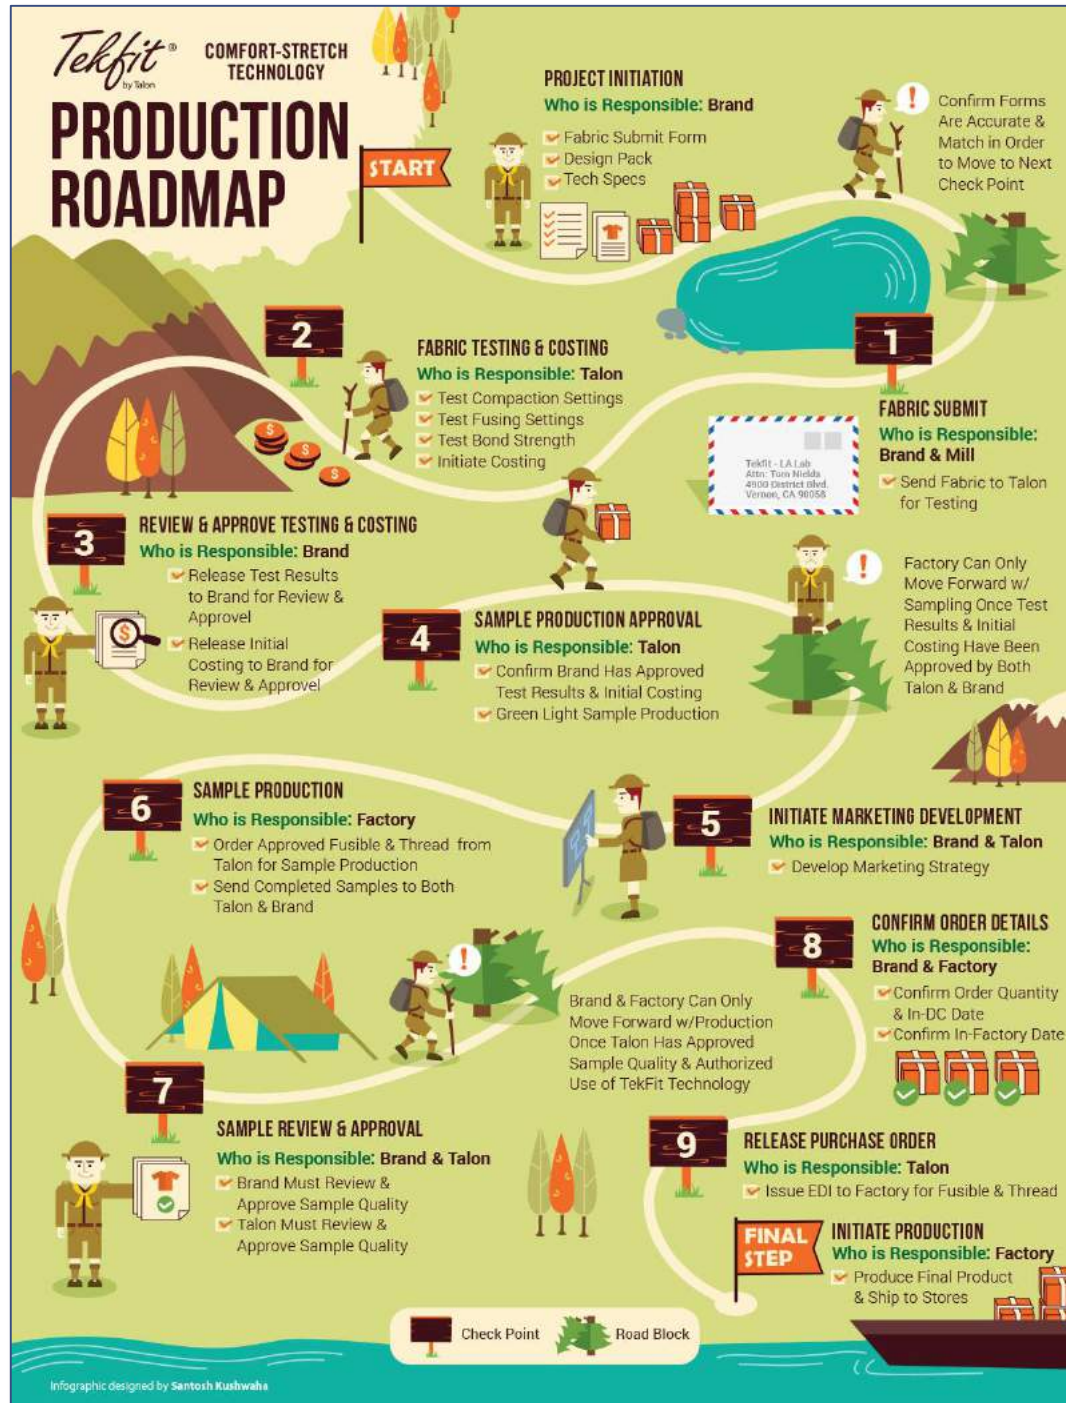 Tekfit®
by Talon
COMFORT-STRETCH
TECHNOLOGY
PRODUCTION
ROADMAP
START
PROJECT INITIATION
Who is Responsible: Brand
Fabric Submit Form
Design Pack
Tech Specs
!
Confirm Forms
Are Accurate &
Match in Order
to Move to Next
Check Point
1
FABRIC SUBMIT
Who is Responsible:
Brand & Mill
Send Fabric to Talon
for Testing
Tekfit - LA Lab
Attn: Tom Nields
4900 District Blvd.
Vernon, CA 90058
2
FABRIC TESTING & COSTING
Who is Responsible: Talon
Test Compaction Settings
Test Fusing Settings
Test Bond Strength
Initiate Costing
$
$
$
3
REVIEW & APPROVE TESTING & COSTING
Who is Responsible: Brand
Release Test Results
to Brand for Review &
Approvel
Release Initial
Costing to Brand for
Review & Approvel
$
4
SAMPLE PRODUCTION APPROVAL
Who is Responsible: Talon
Confirm Brand Has Approved
Test Results & Initial Costing
Green Light Sample Production
!
Factory Can Only
Move Forward w/
Sampling Once Test
Results & Initial
Costing Have Been
Approved by Both
Talon & Brand
5
INITIATE MARKETING DEVELOPMENT
Who is Responsible: Brand & Talon
Develop Marketing Strategy
6
SAMPLE PRODUCTION
Who is Responsible: Factory
Order Approved Fusible & Thread from
Talon for Sample Production
Send Completed Samples to Both
Talon & Brand
7
SAMPLE REVIEW & APPROVAL
Who is Responsible: Brand & Talon
Brand Must Review &
Approve Sample Quality
Talon Must Review &
Approve Sample Quality
!
Brand & Factory Can Only
Move Forward w/Production
Once Talon Has Approved
Sample Quality & Authorized
Use of TekFit Technology
8
CONFIRM ORDER DETAILS
Who is Responsible:
Brand & Factory
Confirm Order Quantity
& In-DC Date
Confirm In-Factory Date
9
RELEASE PURCHASE ORDER
Who is Responsible: Talon
Issue EDI to Factory for Fusible & Thread
FINAL
STEP
INITIATE PRODUCTION
Who is Responsible: Factory
Produce Final Product
& Ship to Stores
Check Point
Road Block
Infographic designed by Santosh Kushwaha